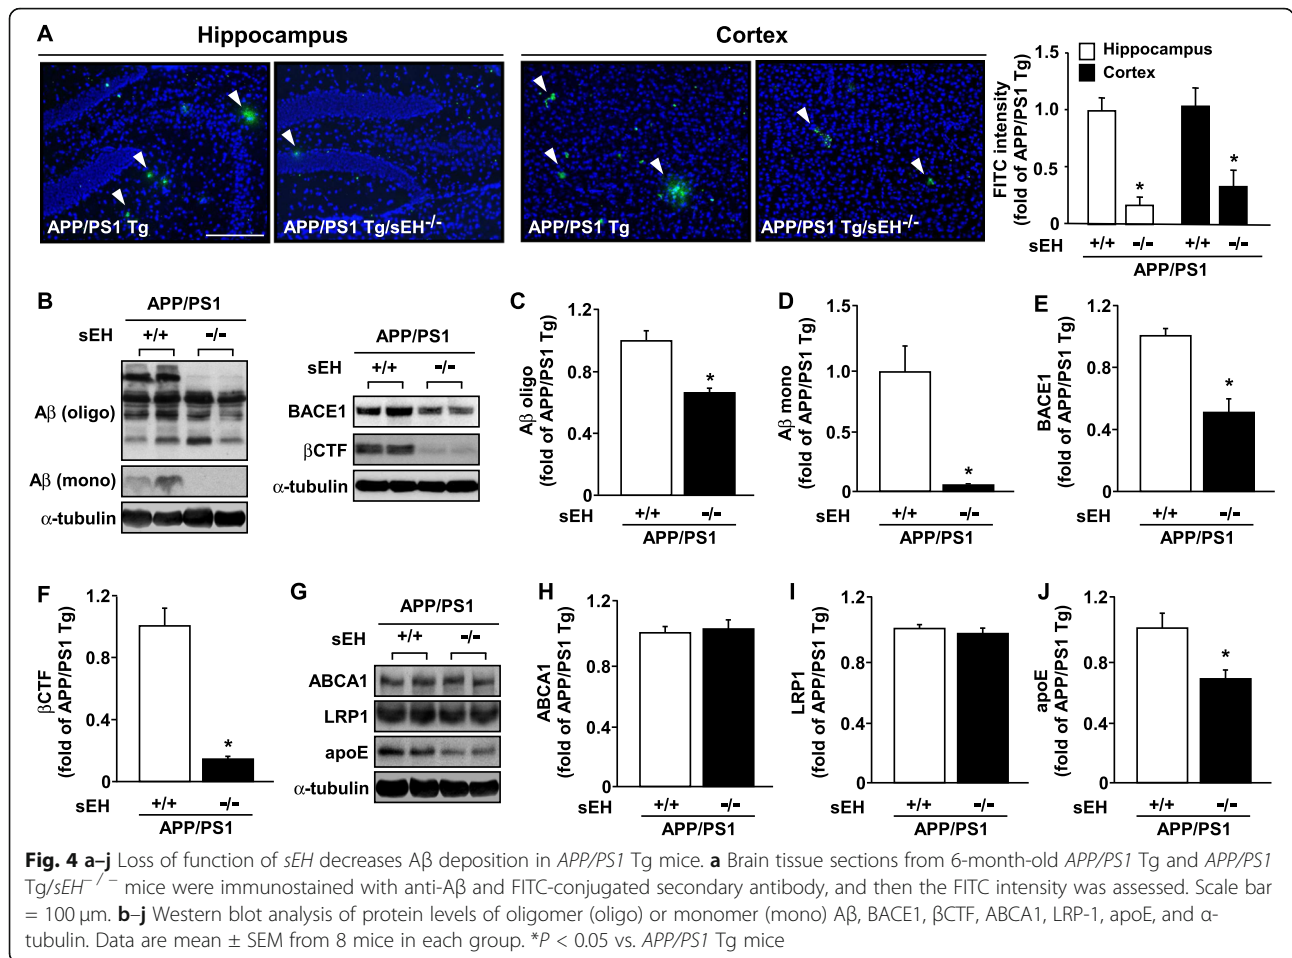 A
Hippocampus
Cortex
APP/PS1 Tg
APP/PS1 Tg/sEH-/-
APP/PS1 Tg
APP/PS1 Tg/sEH-/-
FITC intensity
(fold of APP/PS1 Tg)
1.5
1.0
0.5
0
Hippocampus
Cortex
* *
sEH +/+ -/- +/+ -/-
APP/PS1
B
APP/PS1
sEH +/+ -/-
Aβ (oligo)
Aβ (mono)
α-tubulin
APP/PS1
sEH +/+ -/-
BACE1
βCTF
α-tubulin
C
Aβ oligo
(fold of APP/PS1 Tg)
1.2
0.8
0.4
0
*
sEH +/+ -/-
APP/PS1
D
Aβ mono
(fold of APP/PS1 Tg)
1.5
1.0
0.5
0
*
sEH +/+ -/-
APP/PS1
E
BACE1
(fold of APP/PS1 Tg)
1.2
0.8
0.4
0
*
sEH +/+ -/-
APP/PS1
F
βCTF
(fold of APP/PS1 Tg)
1.2
0.8
0.4
0
*
sEH +/+ -/-
APP/PS1
G
APP/PS1
sEH +/+ -/-
ABCA1
LRP1
apoE
α-tubulin
H
ABCA1
(fold of APP/PS1 Tg)
1.2
0.8
0.4
0
sEH +/+ -/-
APP/PS1
I
LRP1
(fold of APP/PS1 Tg)
1.2
0.8
0.4
0
sEH +/+ -/-
APP/PS1
J
apoE
(fold of APP/PS1 Tg)
1.2
0.8
0.4
0
*
sEH +/+ -/-
APP/PS1
Fig. 4 a–j Loss of function of sEH decreases Aβ deposition in APP/PS1 Tg mice. a Brain tissue sections from 6-month-old APP/PS1 Tg and APP/PS1
Tg/sEH−/− mice were immunostained with anti-Aβ and FITC-conjugated secondary antibody, and then the FITC intensity was assessed. Scale bar
= 100 μm. b–j Western blot analysis of protein levels of oligomer (oligo) or monomer (mono) Aβ, BACE1, βCTF, ABCA1, LRP-1, apoE, and α-
tubulin. Data are mean ± SEM from 8 mice in each group. *P < 0.05 vs. APP/PS1 Tg mice